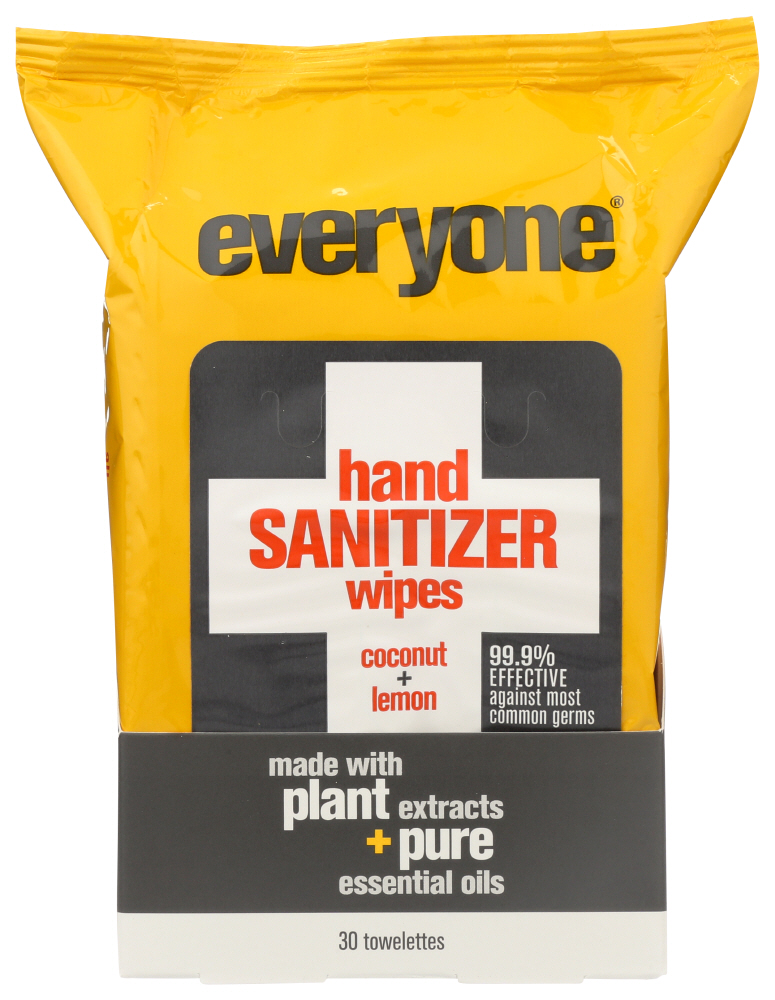 everyone®
hand
SANITIZER
wipes
coconut
+
lemon
99.9%
EFFECTIVE
against most
common germs
made with
plant extracts
+ pure
essential oils
30 towelettes